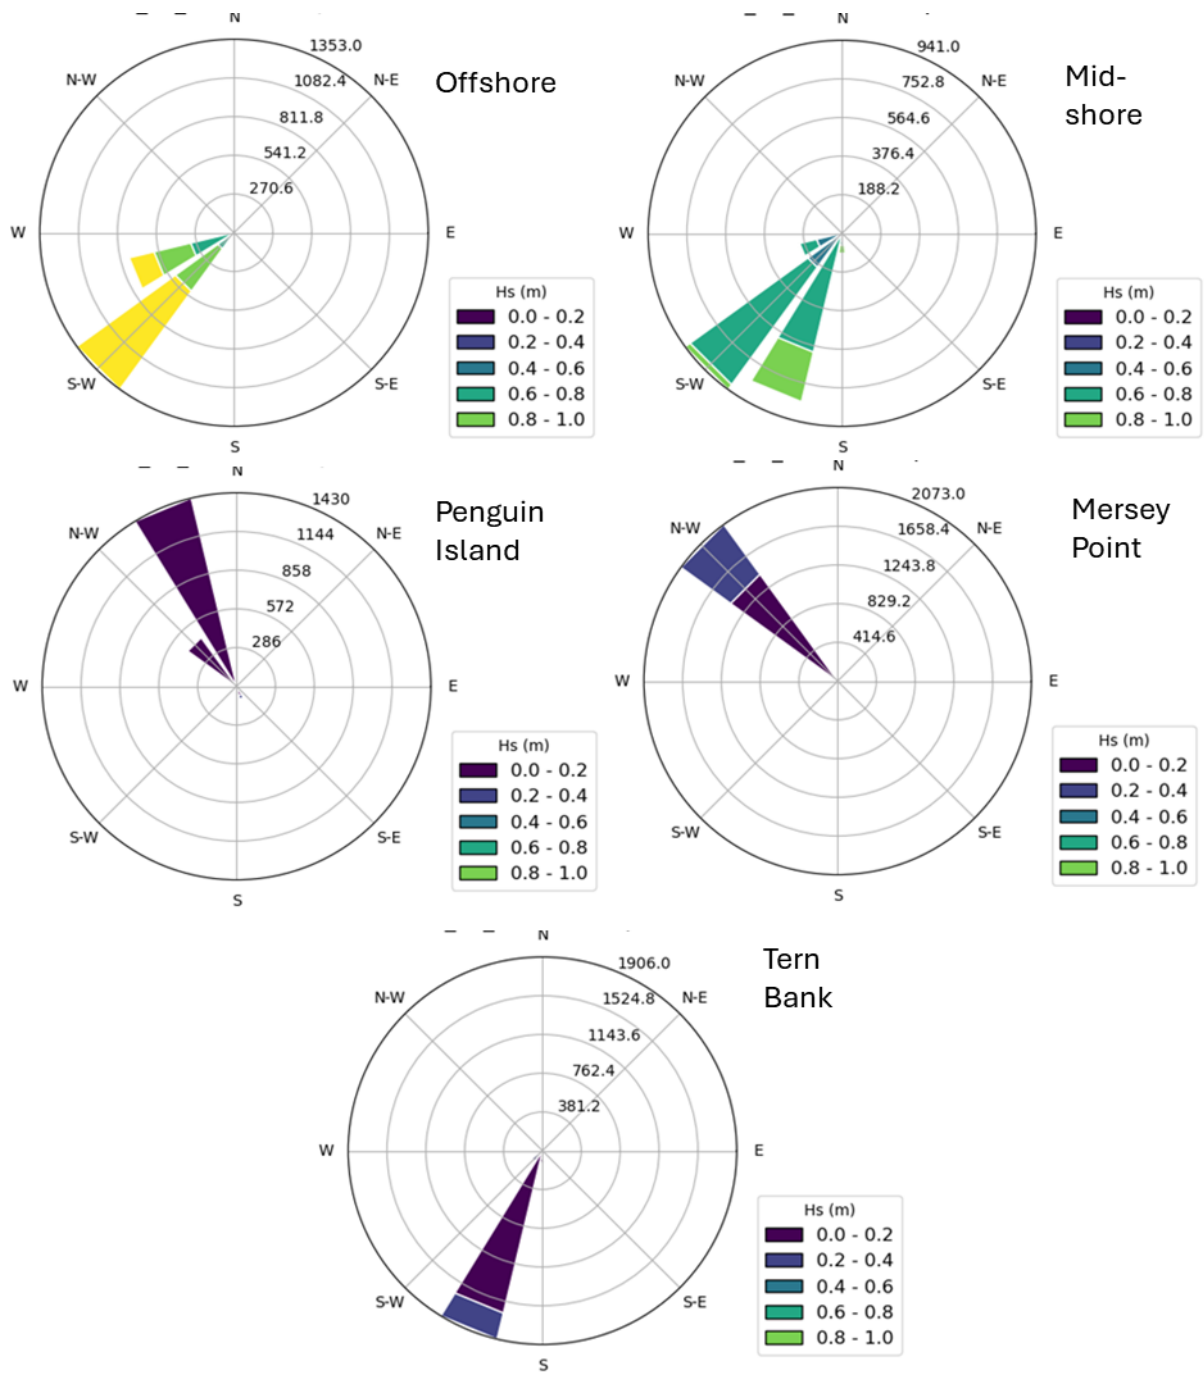 N
1353.0
N-W
1082.4
N-E
Offshore
811.8
541.2
270.6
W
E
Hs (m)
0.0 - 0.2
0.2 - 0.4
0.4 - 0.6
0.6 - 0.8
0.8 - 1.0
S-W
S-E
S
N
941.0
N-W
752.8
N-E
Mid-
shore
564.6
376.4
188.2
W
E
Hs (m)
0.0 - 0.2
0.2 - 0.4
0.4 - 0.6
0.6 - 0.8
0.8 - 1.0
S-W
S-E
S
N
1430
N-W
1144
N-E
Penguin
Island
858
572
286
W
E
Hs (m)
0.0 - 0.2
0.2 - 0.4
0.4 - 0.6
0.6 - 0.8
0.8 - 1.0
S-W
S-E
S
N
2073.0
N-W
1658.4
N-E
Mersey
Point
1243.8
829.2
414.6
W
E
Hs (m)
0.0 - 0.2
0.2 - 0.4
0.4 - 0.6
0.6 - 0.8
0.8 - 1.0
S-W
S-E
S
N
1906.0
N-W
1524.8
N-E
Tern
Bank
1143.6
762.4
381.2
W
E
Hs (m)
0.0 - 0.2
0.2 - 0.4
0.4 - 0.6
0.6 - 0.8
0.8 - 1.0
S-W
S-E
S